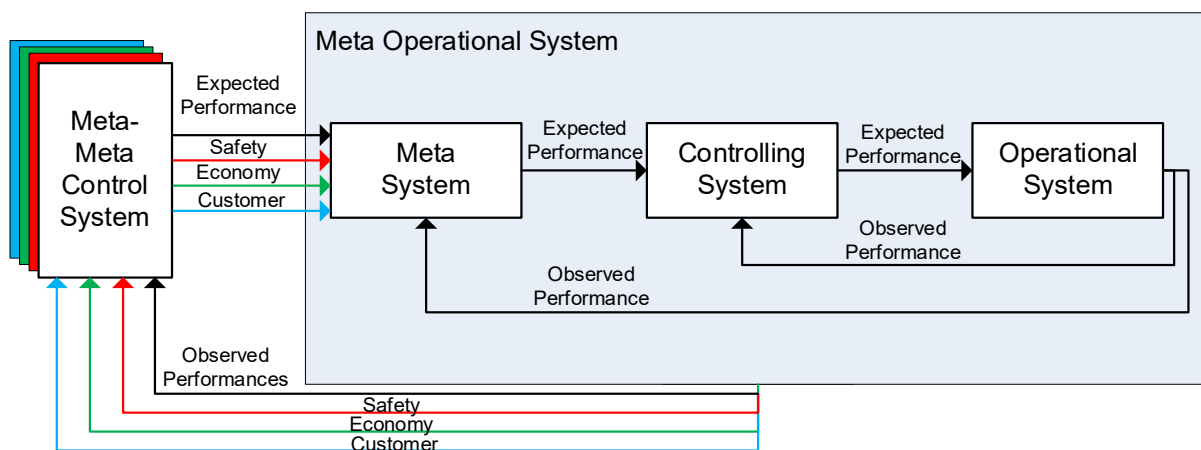 Meta Operational System
Meta-
Meta
Control
System
Expected
Performance
Safety
Economy
Customer
Meta
System
Expected
Performance
Controlling
System
Expected
Performance
Operational
System
Observed
Performance
Observed
Performance
Observed
Performances
Safety
Economy
Customer